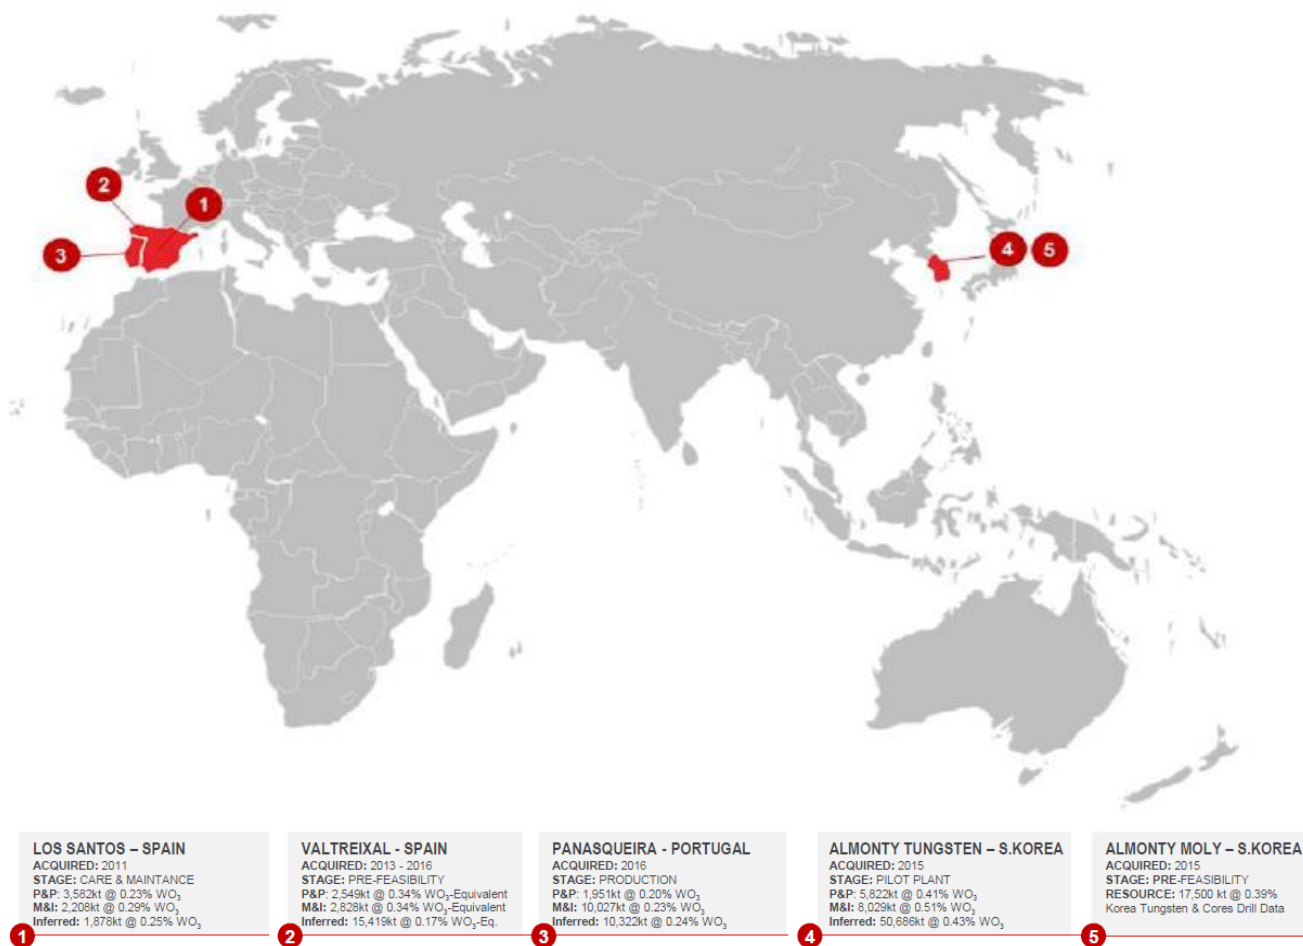 2
1
3
4
5
LOS SANTOS – SPAIN
ACQUIRED: 2011
STAGE: CARE & MAINTANCE
P&P: 3,582kt @ 0.23% WO₃
M&I: 2,208kt @ 0.29% WO₃
Inferred: 1,878kt @ 0.25% WO₃
1
VALTREIXAL - SPAIN
ACQUIRED: 2013 - 2016
STAGE: PRE-FEASIBILITY
P&P: 2,549kt @ 0.34% WO₃-Equivalent
M&I: 2,828kt @ 0.34% WO₃-Equivalent
Inferred: 15,419kt @ 0.17% WO₃-Eq.
2
PANASQUEIRA - PORTUGAL
ACQUIRED: 2016
STAGE: PRODUCTION
P&P: 1,951kt @ 0.20% WO₃
M&I: 10,027kt @ 0.23% WO₃
Inferred: 10,322kt @ 0.24% WO₃
3
ALMONTY TUNGSTEN – S.KOREA
ACQUIRED: 2015
STAGE: PILOT PLANT
P&P: 5,822kt @ 0.41% WO₃
M&I: 8,029kt @ 0.51% WO₃
Inferred: 50,686kt @ 0.43% WO₃
4
ALMONTY MOLY – S.KOREA
ACQUIRED: 2015
STAGE: PRE-FEASIBILITY
RESOURCE: 17,500 kt @ 0.39%
Korea Tungsten & Cores Drill Data
5